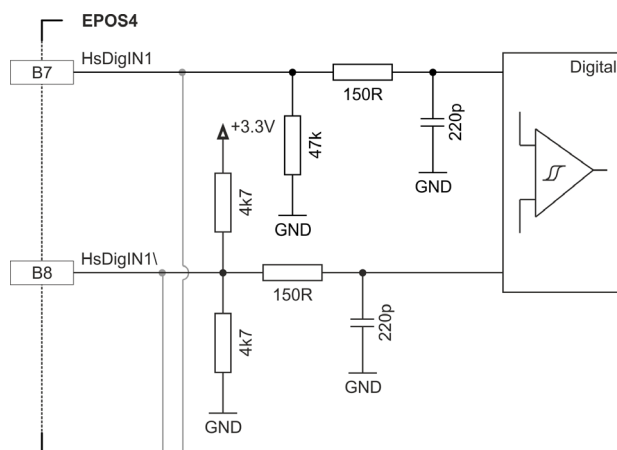 EPOS4
B7
HsDigIN1
Digital
150R
+3.3V
47k
220p
GND
4k7
GND
B8
HsDigIN1\
150R
4k7
220p
GND
GND